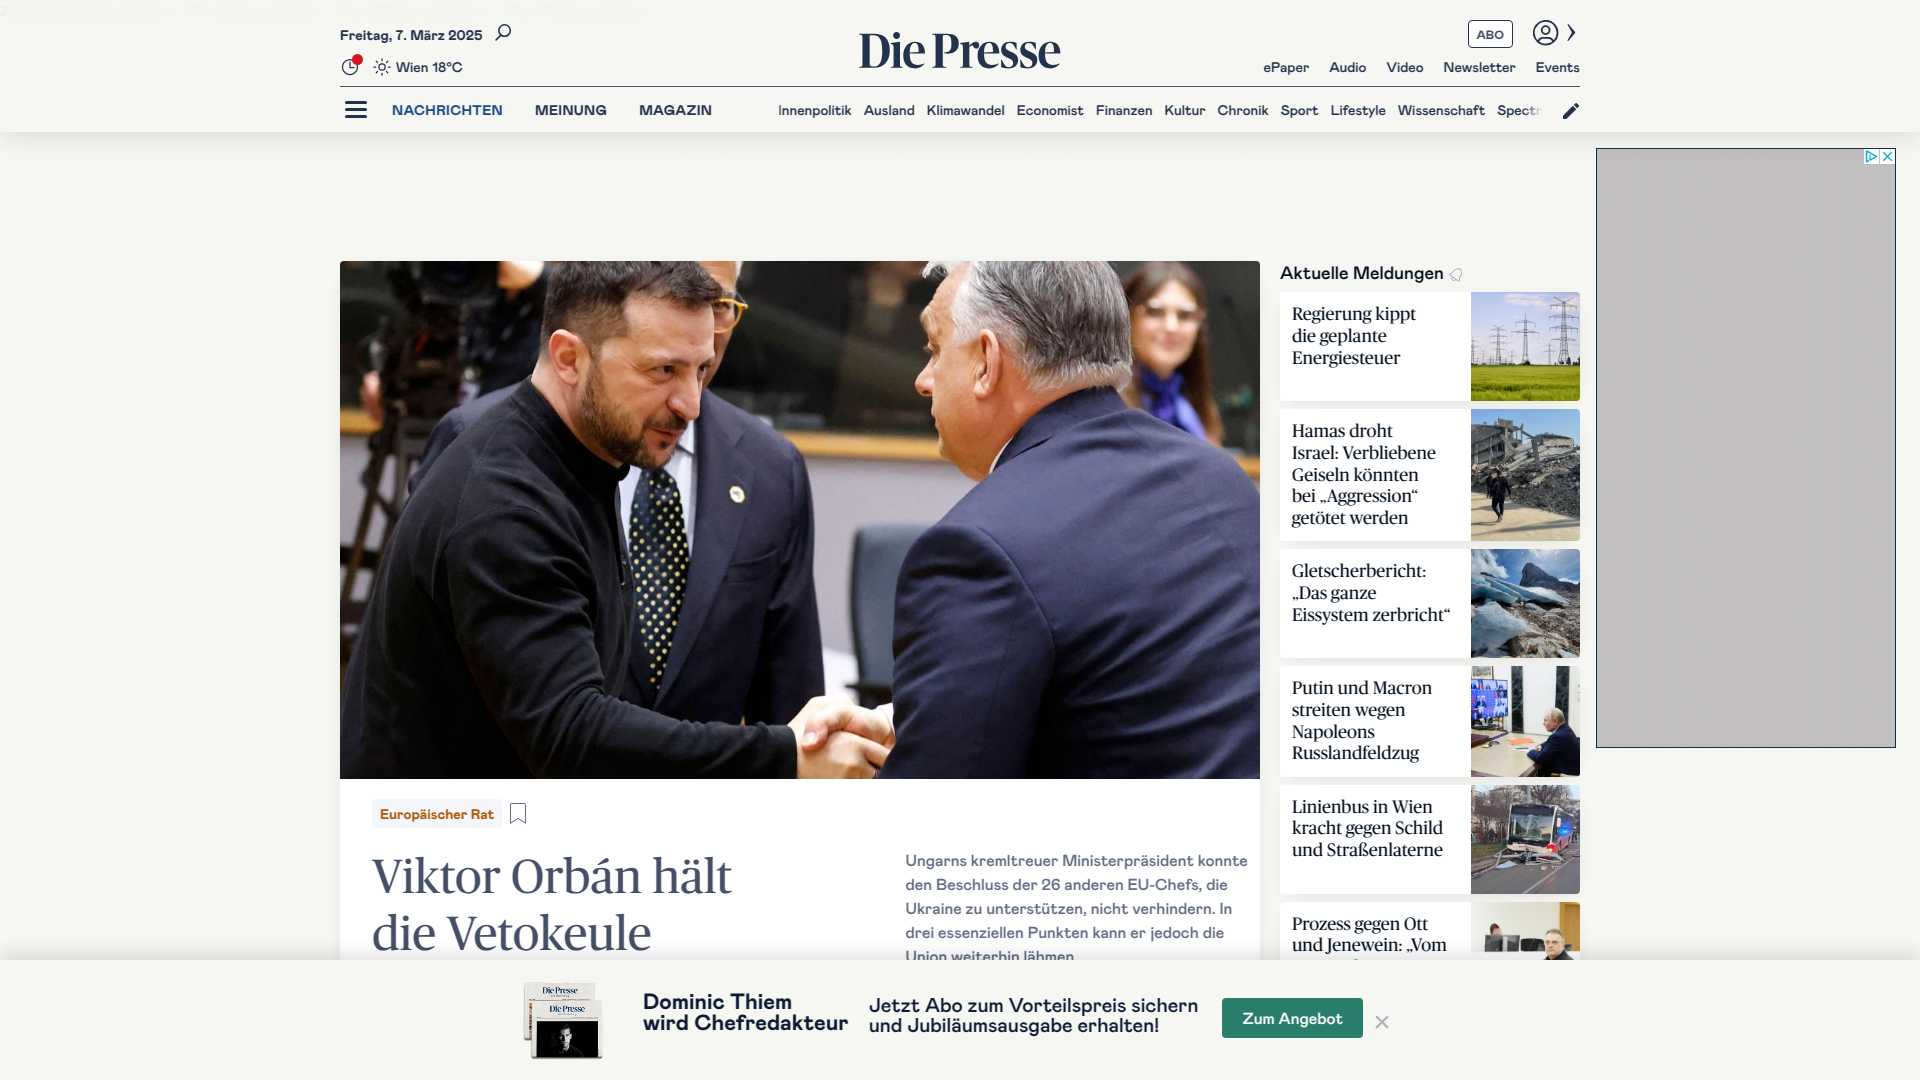 Freitag, 7. März 2025
Wien 18°C
Die Presse
ABO
ePaper Audio Video Newsletter Events
NACHRICHTEN MEINUNG MAGAZIN
Innenpolitik Ausland Klimawandel Economist Finanzen Kultur Chronik Sport Lifestyle Wissenschaft Spectr
Europäischer Rat
Viktor Orbán hält
die Vetokeule
Ungarns kremltreuer Ministerpräsident konnte
den Beschluss der 26 anderen EU-Chefs, die
Ukraine zu unterstützen, nicht verhindern. In
drei essenziellen Punkten kann er jedoch die
Union weiterhin lähmen.
Aktuelle Meldungen
Regierung kippt
die geplante
Energiesteuer
Hamas droht
Israel: Verbliebene
Geiseln könnten
bei „Aggression“
getötet werden
Gletscherbericht:
„Das ganze
Eissystem zerbricht“
Putin und Macron
streiten wegen
Napoleons
Russlandfeldzug
Linienbus in Wien
kracht gegen Schild
und Straßenlaterne
Prozess gegen Ott
und Jenewein: „Vom
Die Presse
Die Presse
Dominic Thiem
wird Chefredakteur
Jetzt Abo zum Vorteilspreis sichern
und Jubiläumsausgabe erhalten!
Zum Angebot